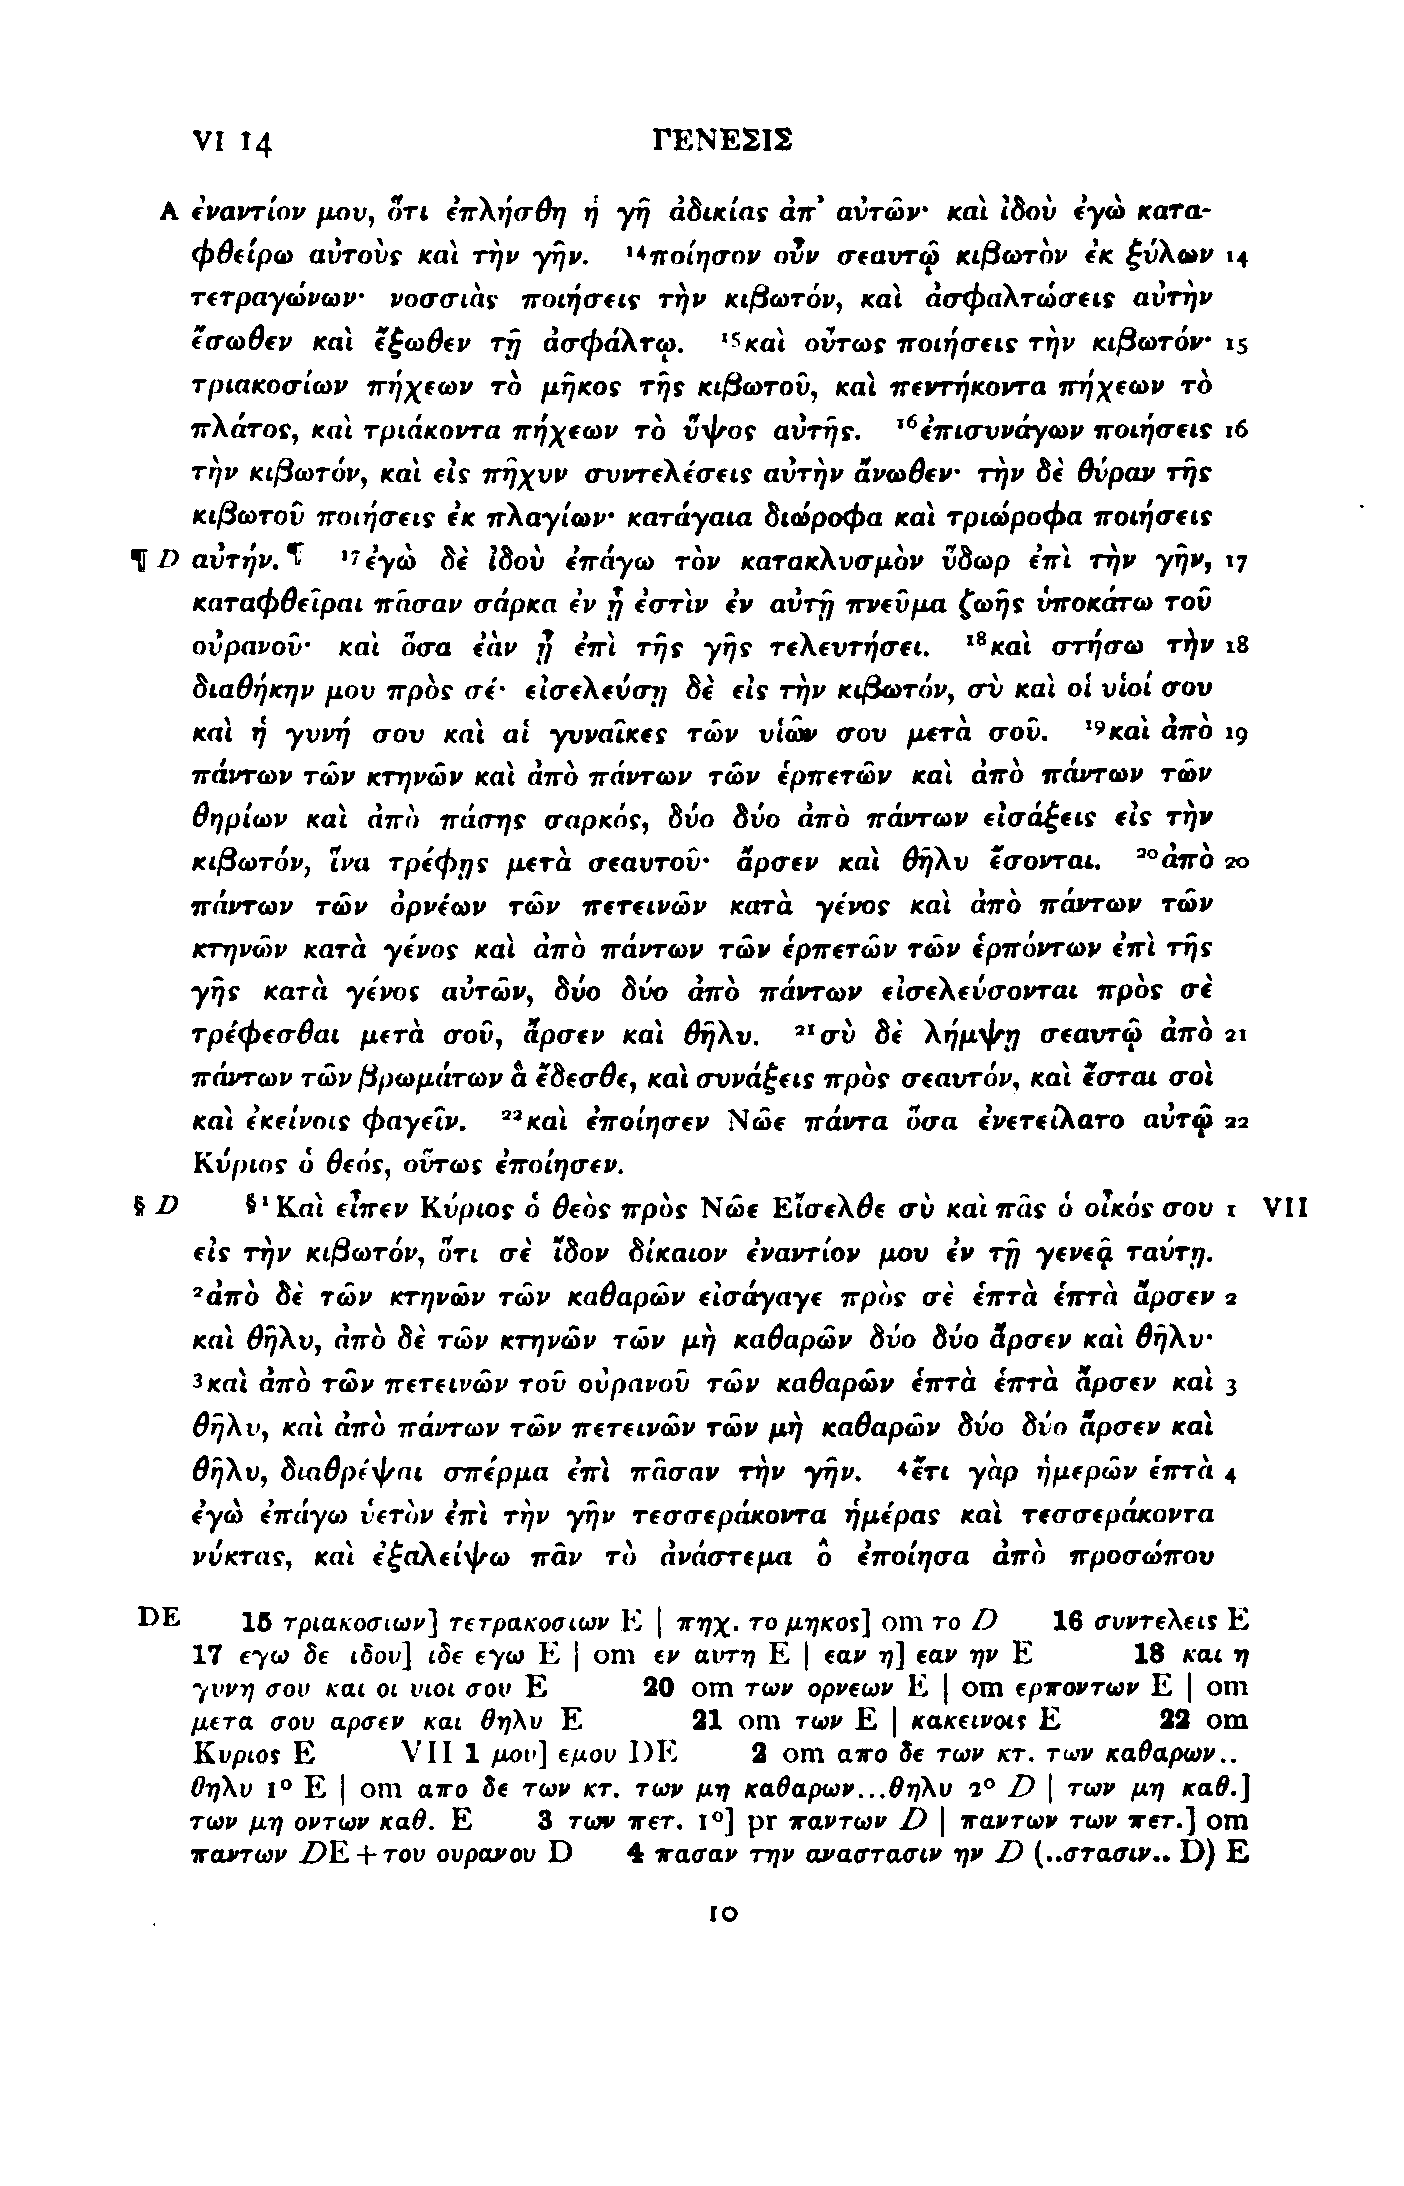 VI 14 ΓΕΝΕΣΙΣ
A ἐναντίον μου, ὅτι ἐπλήσθη ἡ γῆ ἀδικίας ἀπ’ αὐτῶν· καὶ ἰδοὺ ἐγὼ κατα-
φθείρω αὐτοὺς καὶ τὴν γῆν. ¹⁴ποίησον οὖν σεαυτῷ κιβωτὸν ἐκ ξύλων 14
τετραγώνων· νοσσιὰς ποιήσεις τὴν κιβωτόν, καὶ ἀσφαλτώσεις αὐτὴν
ἔσωθεν καὶ ἔξωθεν τῇ ἀσφάλτῳ. ¹⁵καὶ οὕτως ποιήσεις τὴν κιβωτόν· 15
τριακοσίων πήχεων τὸ μῆκος τῆς κιβωτοῦ, καὶ πεντήκοντα πήχεων τὸ
πλάτος, καὶ τριάκοντα πήχεων τὸ ὕψος αὐτῆς. ¹⁶ἐπισυνάγων ποιήσεις 16
τὴν κιβωτόν, καὶ εἰς πῆχυν συντελέσεις αὐτὴν ἄνωθεν· τὴν δὲ θύραν τῆς
κιβωτοῦ ποιήσεις ἐκ πλαγίων· κατάγαια διώροφα καὶ τριώροφα ποιήσεις
¶ D αὐτήν.¶ ¹⁷ἐγὼ δὲ ἰδοὺ ἐπάγω τὸν κατακλυσμὸν ὕδωρ ἐπὶ τὴν γῆν, 17
καταφθεῖραι πᾶσαν σάρκα ἐν ᾗ ἐστὶν ἐν αὐτῇ πνεῦμα ζωῆς ὑποκάτω τοῦ
οὐρανοῦ· καὶ ὅσα ἐὰν ᾖ ἐπὶ τῆς γῆς τελευτήσει. ¹⁸καὶ στήσω τὴν 18
διαθήκην μου πρὸς σέ· εἰσελεύσῃ δὲ εἰς τὴν κιβωτόν, σὺ καὶ οἱ υἱοί σου
καὶ ἡ γυνή σου καὶ αἱ γυναῖκες τῶν υἱῶν σου μετὰ σοῦ. ¹⁹καὶ ἀπὸ 19
πάντων τῶν κτηνῶν καὶ ἀπὸ πάντων τῶν ἑρπετῶν καὶ ἀπὸ πάντων τῶν
θηρίων καὶ ἀπὸ πάσης σαρκός, δύο δύο ἀπὸ πάντων εἰσάξεις εἰς τὴν
κιβωτόν, ἵνα τρέφῃς μετὰ σεαυτοῦ· ἄρσεν καὶ θῆλυ ἔσονται. ²⁰ἀπὸ 20
πάντων τῶν ὀρνέων τῶν πετεινῶν κατὰ γένος καὶ ἀπὸ πάντων τῶν
κτηνῶν κατὰ γένος καὶ ἀπὸ πάντων τῶν ἑρπετῶν τῶν ἑρπόντων ἐπὶ τῆς
γῆς κατὰ γένος αὐτῶν, δύο δύο ἀπὸ πάντων εἰσελεύσονται πρὸς σὲ
τρέφεσθαι μετὰ σοῦ, ἄρσεν καὶ θῆλυ. ²¹σὺ δὲ λήμψῃ σεαυτῷ ἀπὸ 21
πάντων τῶν βρωμάτων ἃ ἔδεσθε, καὶ συνάξεις πρὸς σεαυτόν, καὶ ἔσται σοὶ
καὶ ἐκείνοις φαγεῖν. ²²καὶ ἐποίησεν Νῶε πάντα ὅσα ἐνετείλατο αὐτῷ 22
Κύριος ὁ θεός, οὕτως ἐποίησεν.
§ D §¹Καὶ εἶπεν Κύριος ὁ θεὸς πρὸς Νῶε Εἴσελθε σὺ καὶ πᾶς ὁ οἶκός σου 1 VII
εἰς τὴν κιβωτόν, ὅτι σὲ ἴδον δίκαιον ἐναντίον μου ἐν τῇ γενεᾷ ταύτῃ.
²ἀπὸ δὲ τῶν κτηνῶν τῶν καθαρῶν εἰσάγαγε πρὸς σὲ ἑπτὰ ἑπτὰ ἄρσεν 2
καὶ θῆλυ, ἀπὸ δὲ τῶν κτηνῶν τῶν μὴ καθαρῶν δύο δύο ἄρσεν καὶ θῆλυ·
³καὶ ἀπὸ τῶν πετεινῶν τοῦ οὐρανοῦ τῶν καθαρῶν ἑπτὰ ἑπτὰ ἄρσεν καὶ 3
θῆλυ, καὶ ἀπὸ πάντων τῶν πετεινῶν τῶν μὴ καθαρῶν δύο δύο ἄρσεν καὶ
θῆλυ, διαθρέψαι σπέρμα ἐπὶ πᾶσαν τὴν γῆν. ⁴ἔτι γὰρ ἡμερῶν ἑπτὰ 4
ἐγὼ ἐπάγω ὑετὸν ἐπὶ τὴν γῆν τεσσεράκοντα ἡμέρας καὶ τεσσεράκοντα
νύκτας, καὶ ἐξαλείψω πᾶν τὸ ἀνάστεμα ὃ ἐποίησα ἀπὸ προσώπου
DE 15 τριακοσιων] τετρακοσιων E | πηχ. το μηκος] om το D 16 συντελεις E
17 εγω δε ιδου] ιδε εγω E | om εν αυτη E | εαν η] εαν ην E 18 και η
γυνη σου και οι υιοι σου E 20 om των ορνεων E | om ερποντων E | om
μετα σου αρσεν και θηλυ E 21 om των E | κακεινοις E 22 om
Κυριος E VII 1 μου] εμου DE 2 om απο δε των κτ. των καθαρων..
θηλυ 1° E | om απο δε των κτ. των μη καθαρων...θηλυ 2° D | των μη καθ.]
των μη οντων καθ. E 3 των πετ. 1°] pr παντων D | παντων των πετ.] om
παντων DE + του ουρανου D 4 πασαν την αναστασιν ην D (..στασιν.. D) E
10